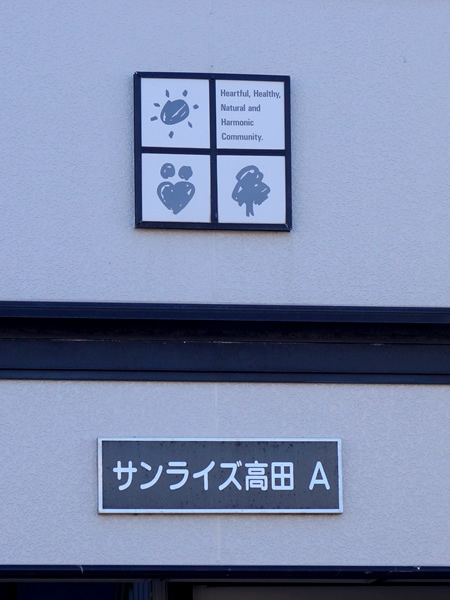 Heartful, Healthy,
Natural and
Harmonic
Community.
サンライズ高田 A